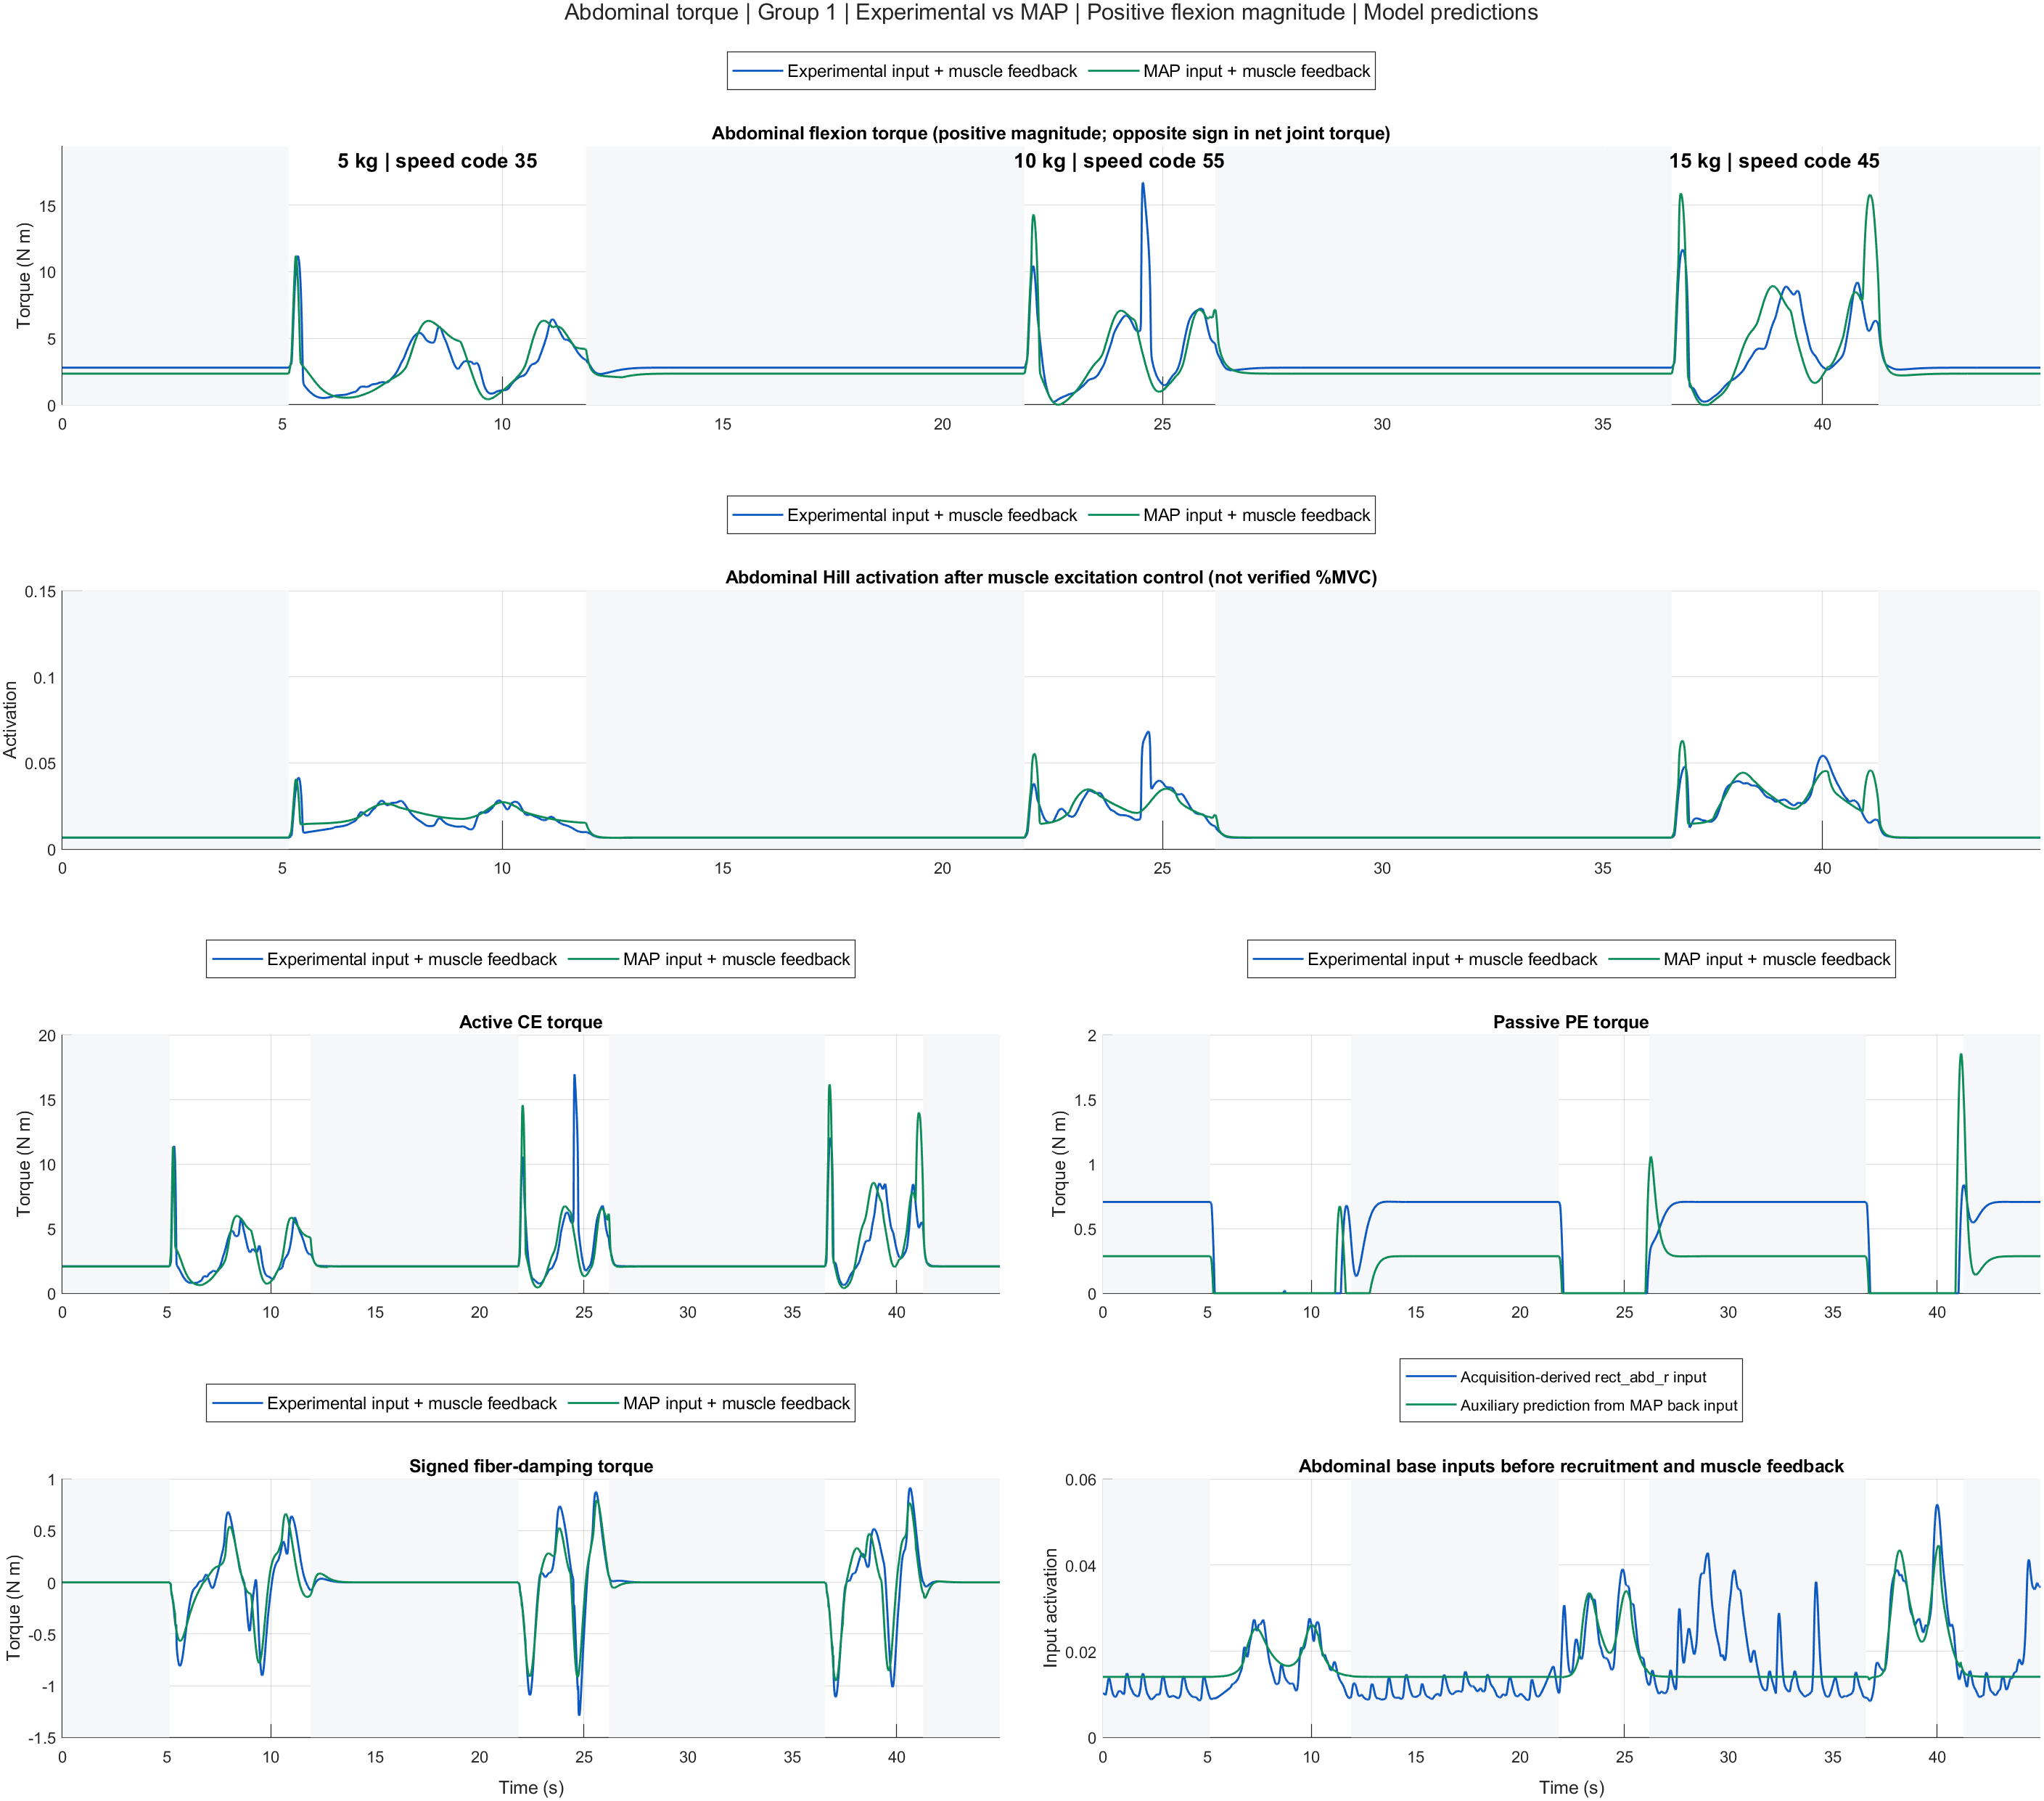 Abdominal torque | Group 1 | Experimental vs MAP | Positive flexion magnitude | Model predictions
Experimental input + muscle feedback MAP input + muscle feedback
Abdominal flexion torque (positive magnitude; opposite sign in net joint torque)
5 kg | speed code 35 10 kg | speed code 55 15 kg | speed code 45
Torque (N m)
15
10
5
0
0 5 10 15 20 25 30 35 40
Experimental input + muscle feedback MAP input + muscle feedback
Abdominal Hill activation after muscle excitation control (not verified %MVC)
Activation
0.15
0.1
0.05
0
0 5 10 15 20 25 30 35 40
Experimental input + muscle feedback MAP input + muscle feedback
Active CE torque
Torque (N m)
20
15
10
5
0
0 5 10 15 20 25 30 35 40
Experimental input + muscle feedback MAP input + muscle feedback
Passive PE torque
Torque (N m)
2
1.5
1
0.5
0
0 5 10 15 20 25 30 35 40
Experimental input + muscle feedback MAP input + muscle feedback
Signed fiber-damping torque
Torque (N m)
1
0.5
0
-0.5
-1
-1.5
0 5 10 15 20 25 30 35 40
Time (s)
Acquisition-derived rect_abd_r input
Auxiliary prediction from MAP back input
Abdominal base inputs before recruitment and muscle feedback
Input activation
0.06
0.04
0.02
0
0 5 10 15 20 25 30 35 40
Time (s)